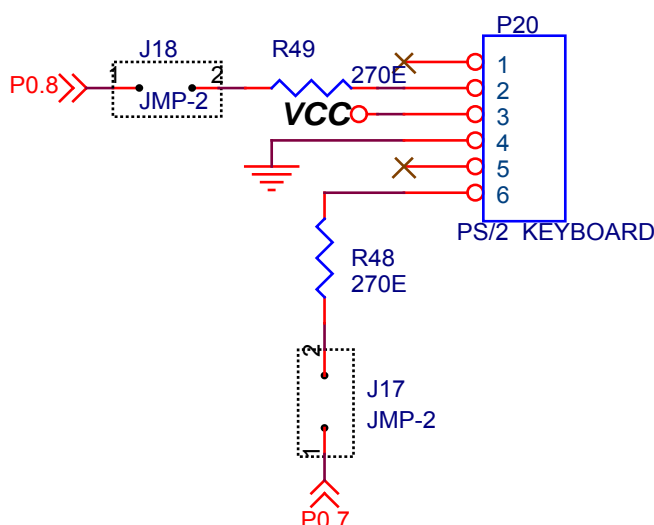 P20
J18
R49
1
1
2
270E
2
P0.8
JMP-2
VCC
3
4
5
6
PS/2 KEYBOARD
R48
270E
2
J17
JMP-2
1
P0.7